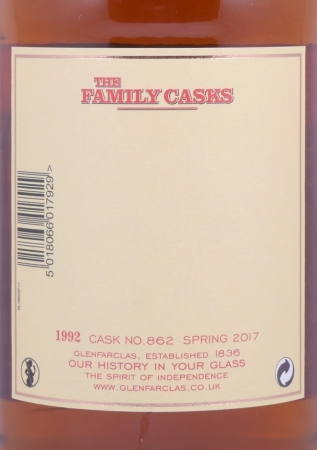 THE
FAMILY CASKS
5 018066 017929 >
1992 CASK NO.862 SPRING 2017
GLENFARCLAS, ESTABLISHED 1836
OUR HISTORY IN YOUR GLASS
THE SPIRIT OF INDEPENDENCE
WWW.GLENFARCLAS.CO.UK